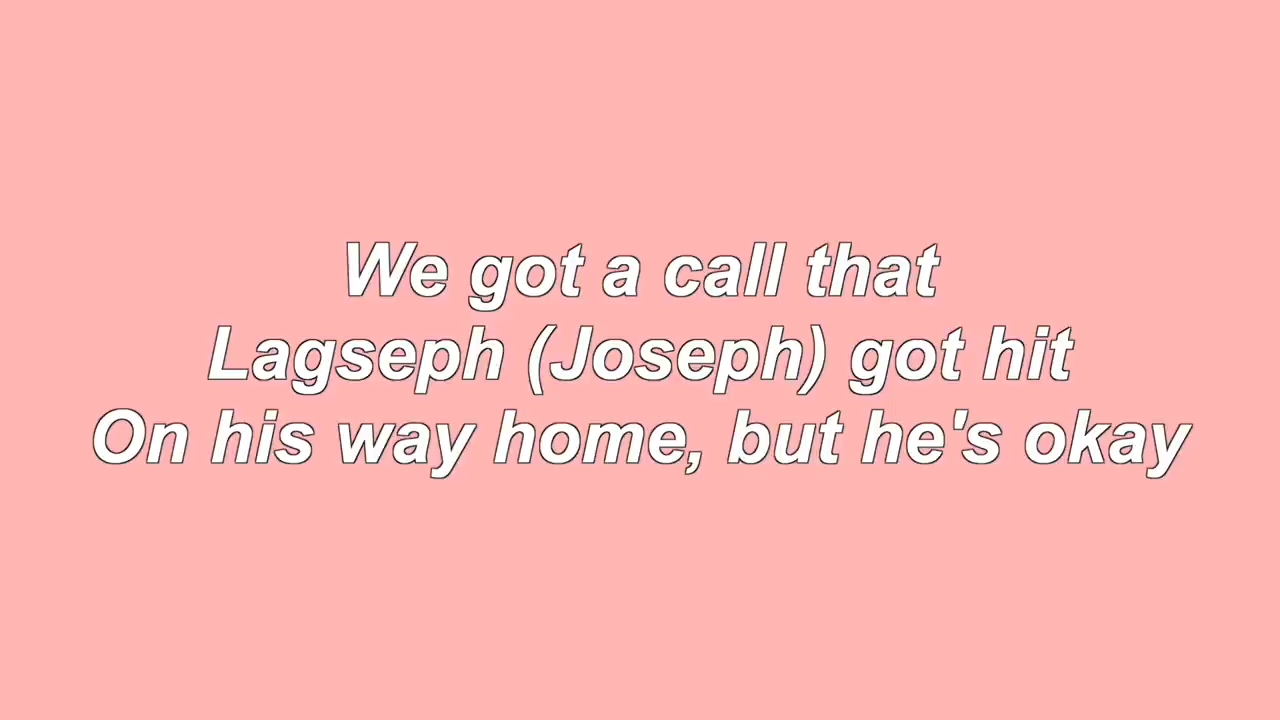 We got a call that
Lagseph (Joseph) got hit
On his way home, but he's okay